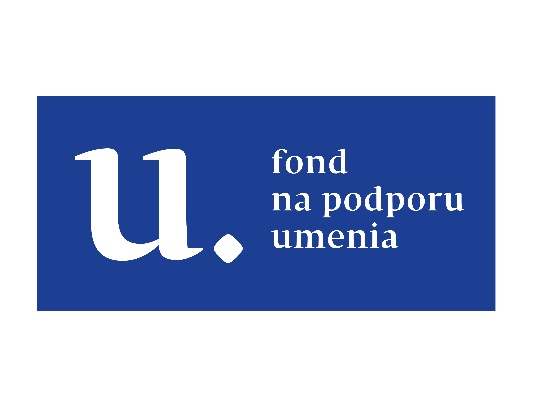 u.
fond
na podporu
umenia